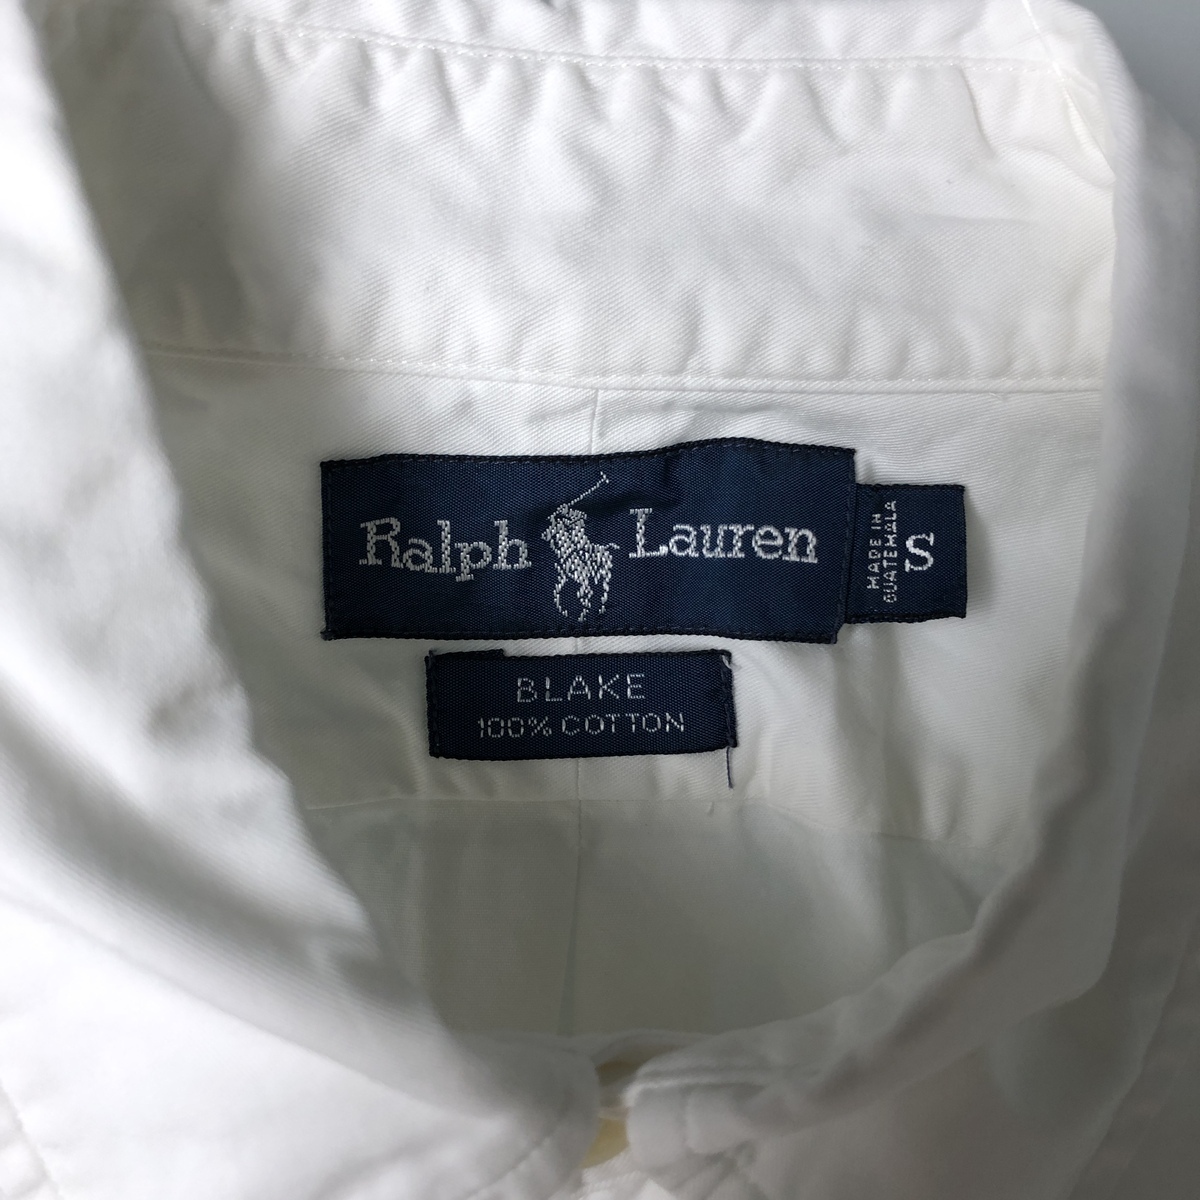 Ralph Lauren
MADE IN
GUATEMALA
S
BLAKE
100% COTTON